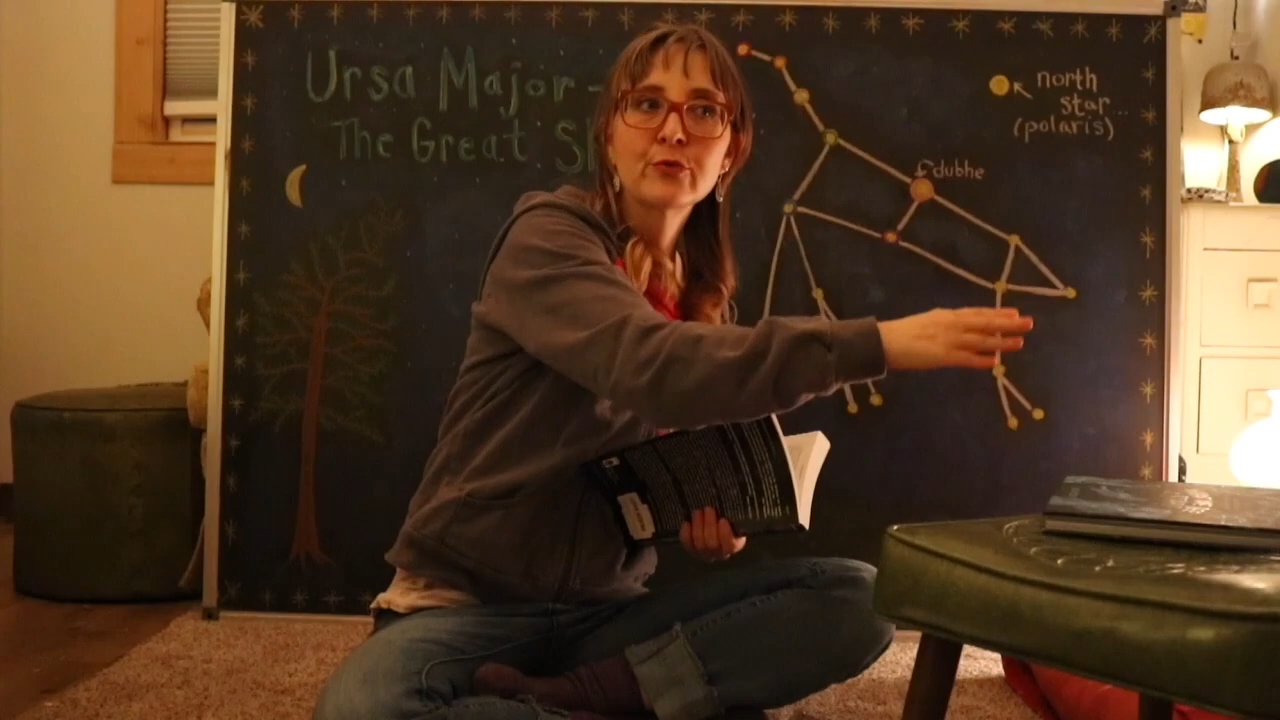 Ursa Major -
The Great
north
star...
(polaris)
dubhe